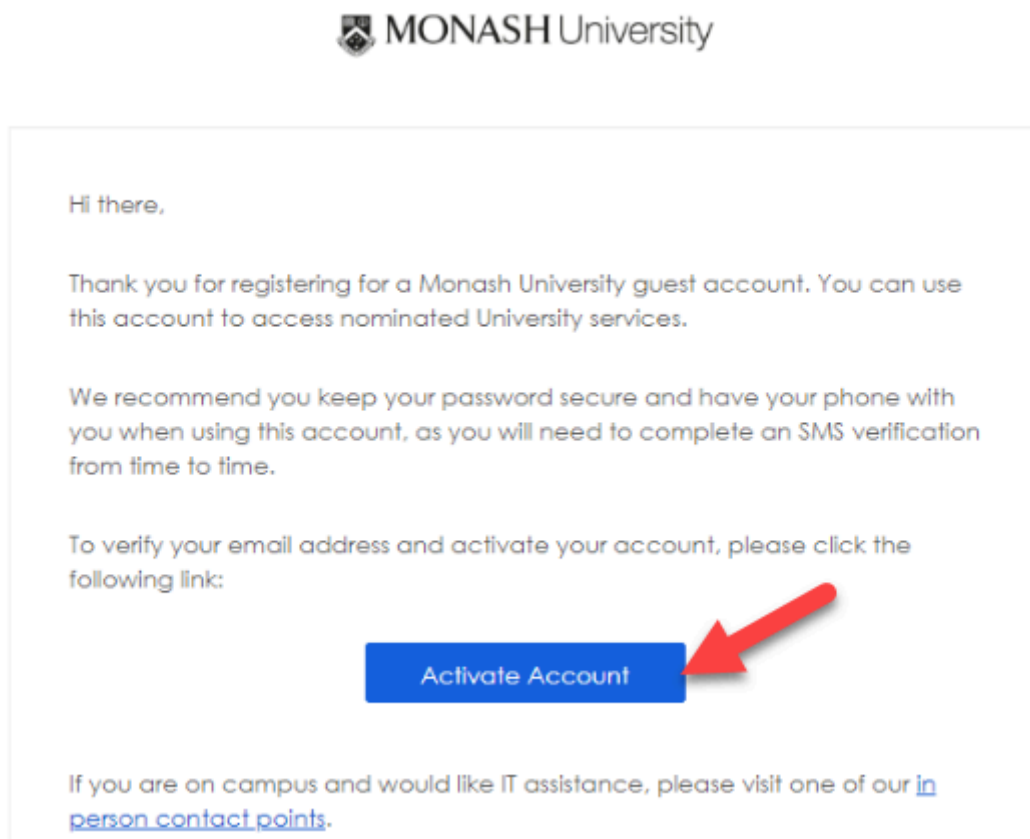 MONASH University
Hi there,
Thank you for registering for a Monash University guest account. You can use
this account to access nominated University services.
We recommend you keep your password secure and have your phone with
you when using this account, as you will need to complete an SMS verification
from time to time.
To verify your email address and activate your account, please click the
following link:
Activate Account
If you are on campus and would like IT assistance, please visit one of our in
person contact points.